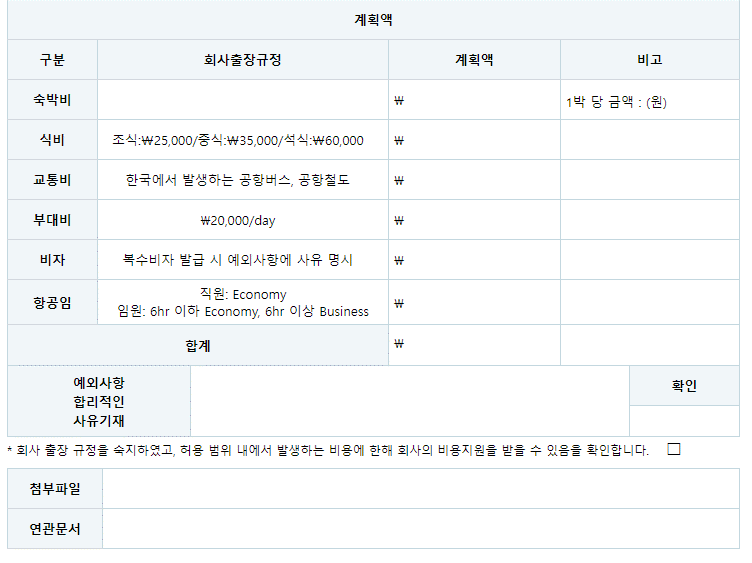 계획액
구분 회사출장규정 계획액 비고
숙박비 ₩ 1박 당 금액 : (원)
식비 조식:₩25,000/중식:₩35,000/석식:₩60,000 ₩
교통비 한국에서 발생하는 공항버스, 공항철도 ₩
부대비 ₩20,000/day ₩
비자 복수비자 발급 시 예외사항에 사유 명시 ₩
항공임 직원: Economy
임원: 6hr 이하 Economy, 6hr 이상 Business ₩
합계 ₩
예외사항
합리적인
사유기재
확인
* 회사 출장 규정을 숙지하였고, 허용 범위 내에서 발생하는 비용에 한해 회사의 비용지원을 받을 수 있음을 확인합니다. ☐
첨부파일
연관문서